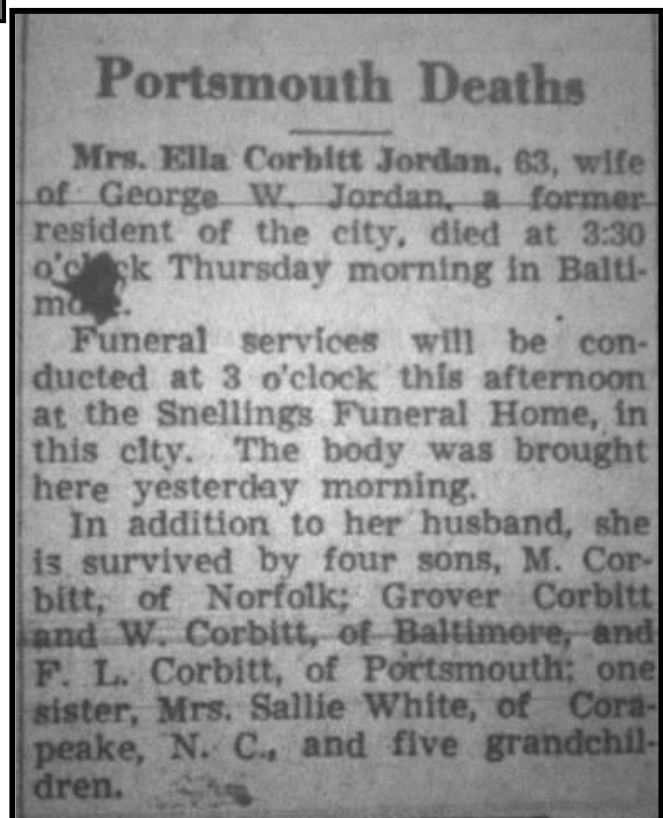 Portsmouth Deaths
Mrs. Ella Corbitt Jordan, 63, wife
of George W. Jordan, a former
resident of the city, died at 3:30
o'clock Thursday morning in Balti-
more.
Funeral services will be con-
ducted at 3 o'clock this afternoon
at the Snellings Funeral Home, in
this city. The body was brought
here yesterday morning.
In addition to her husband, she
is survived by four sons, M. Cor-
bitt, of Norfolk; Grover Corbitt
and W. Corbitt, of Baltimore, and
F. L. Corbitt, of Portsmouth; one
sister, Mrs. Sallie White, of Cora-
peake, N. C., and five grandchil-
dren.